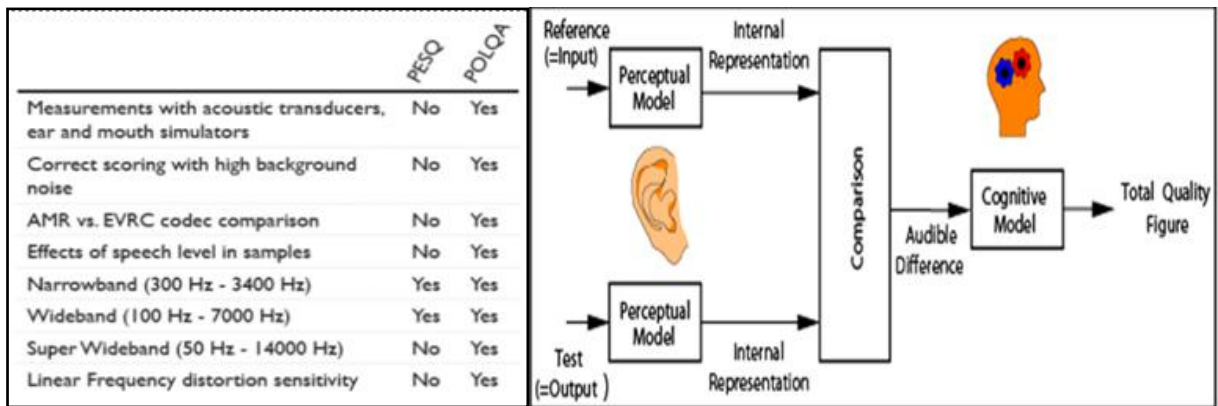 PESQ POLQA
Measurements with acoustic transducers, No Yes
ear and mouth simulators
Correct scoring with high background No Yes
noise
AMR vs. EVRC codec comparison No Yes
Effects of speech level in samples No Yes
Narrowband (300 Hz - 3400 Hz) Yes Yes
Wideband (100 Hz - 7000 Hz) Yes Yes
Super Wideband (50 Hz - 14000 Hz) No Yes
Linear Frequency distortion sensitivity No Yes
Reference
(=Input)
Perceptual
Model
Internal
Representation
Comparison
Audible
Difference
Cognitive
Model
Total Quality
Figure
Test
(=Output )
Perceptual
Model
Internal
Representation